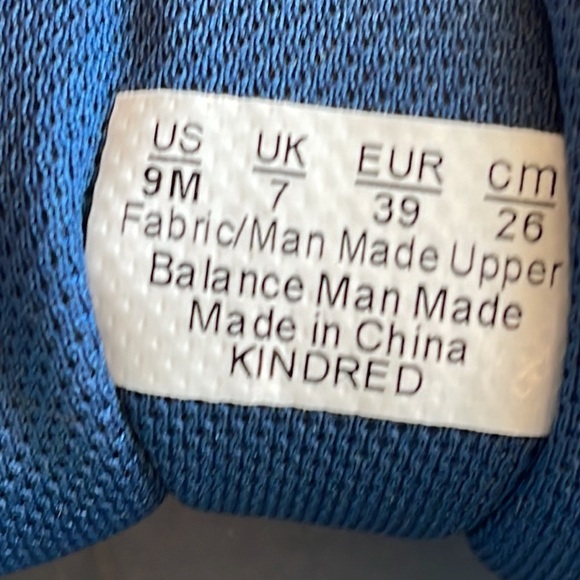 US UK EUR cm
9M 7 39 26
Fabric/Man Made Upper
Balance Man Made
Made in China
KINDRED